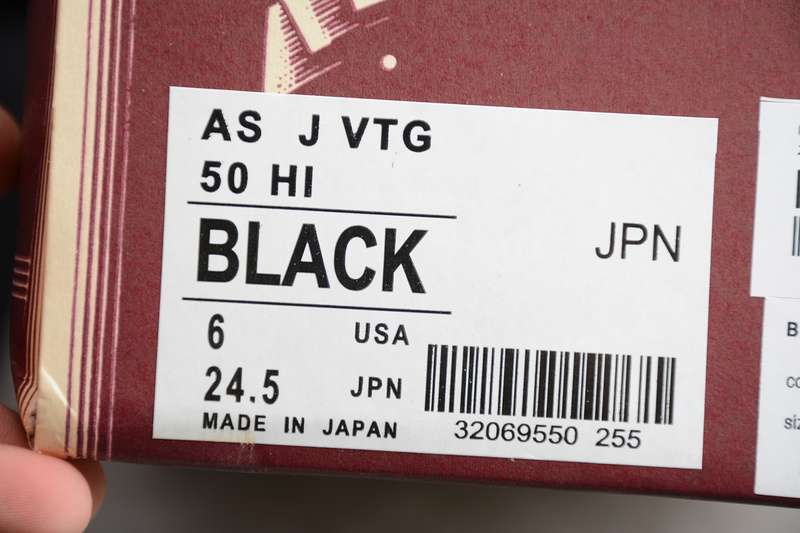 AS J VTG
50 HI
BLACK
JPN
6 USA
24.5 JPN
MADE IN JAPAN
32069550 255